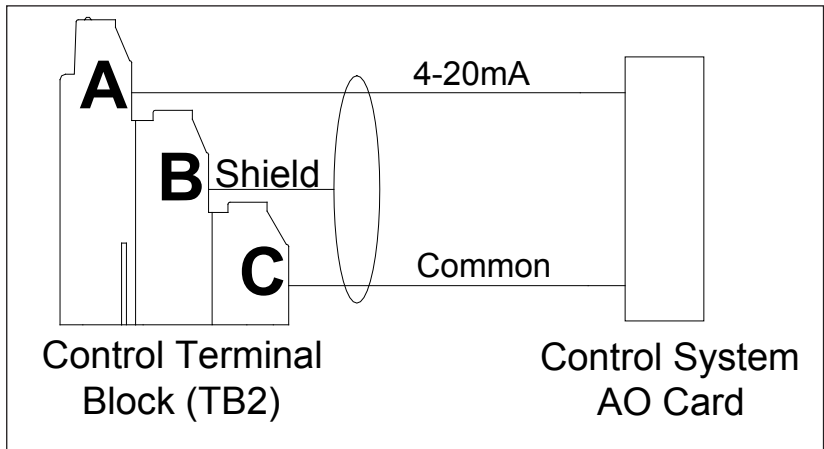 A
4-20mA
B
Shield
C
Common
Control Terminal
Block (TB2)
Control System
AO Card